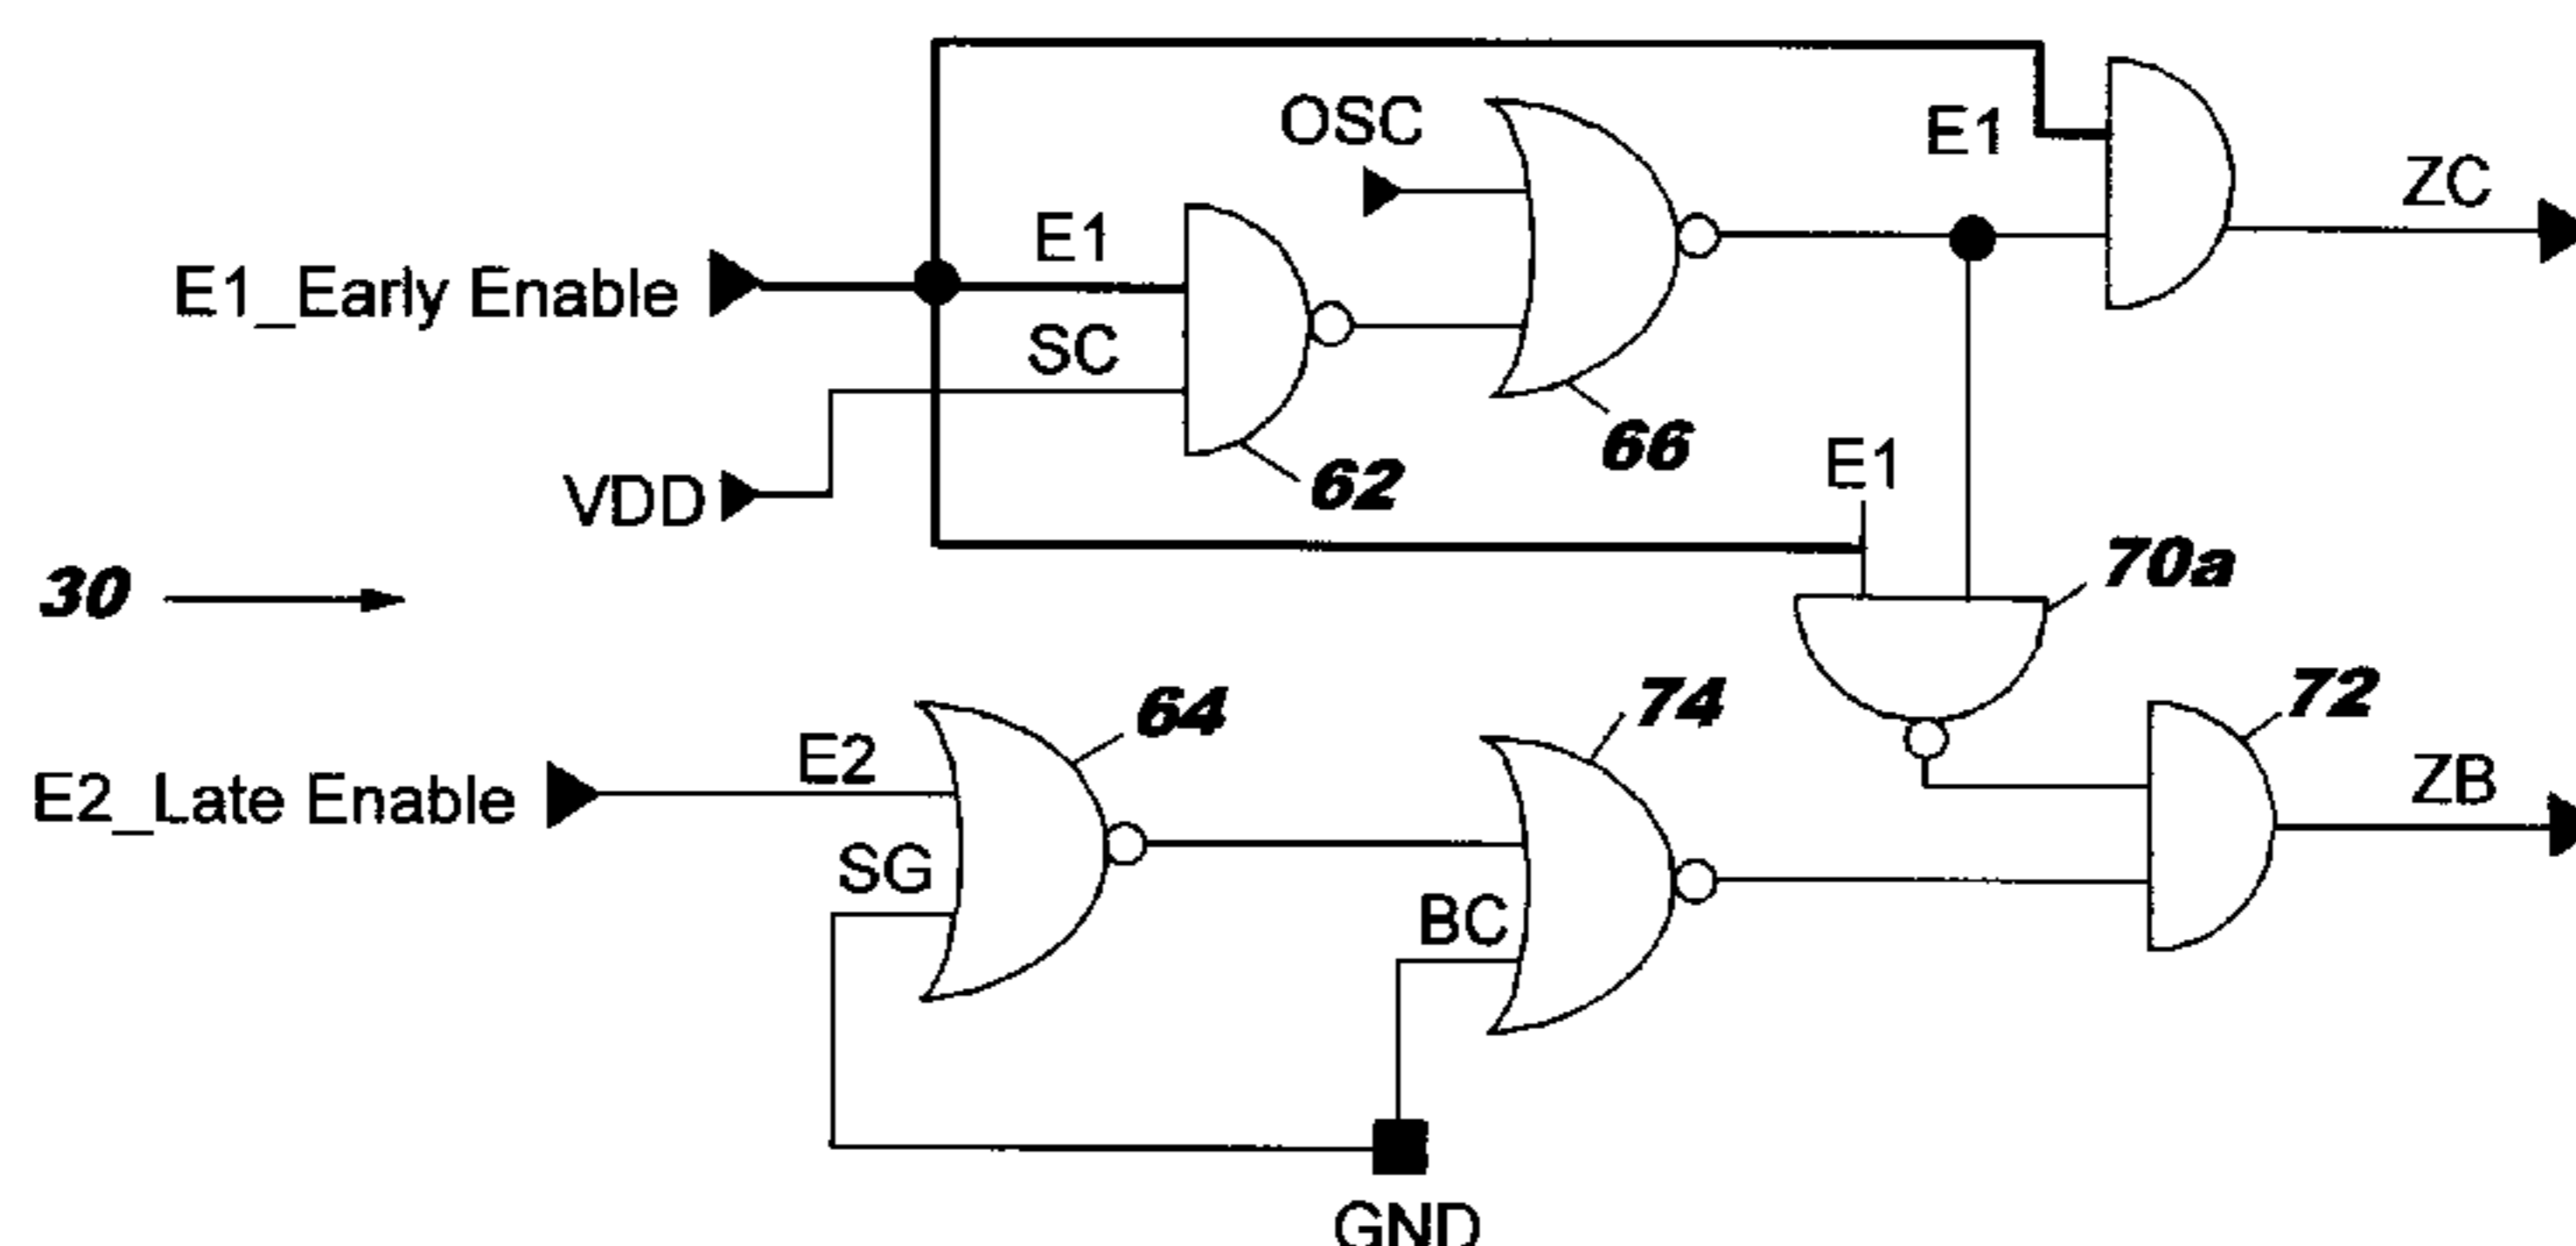 OSC
E1
ZC
E1
E1_Early Enable
SC
66
E1
62
VDD
70a
30
72
64
74
E2
ZB
E2_Late Enable
SG
BC
GND